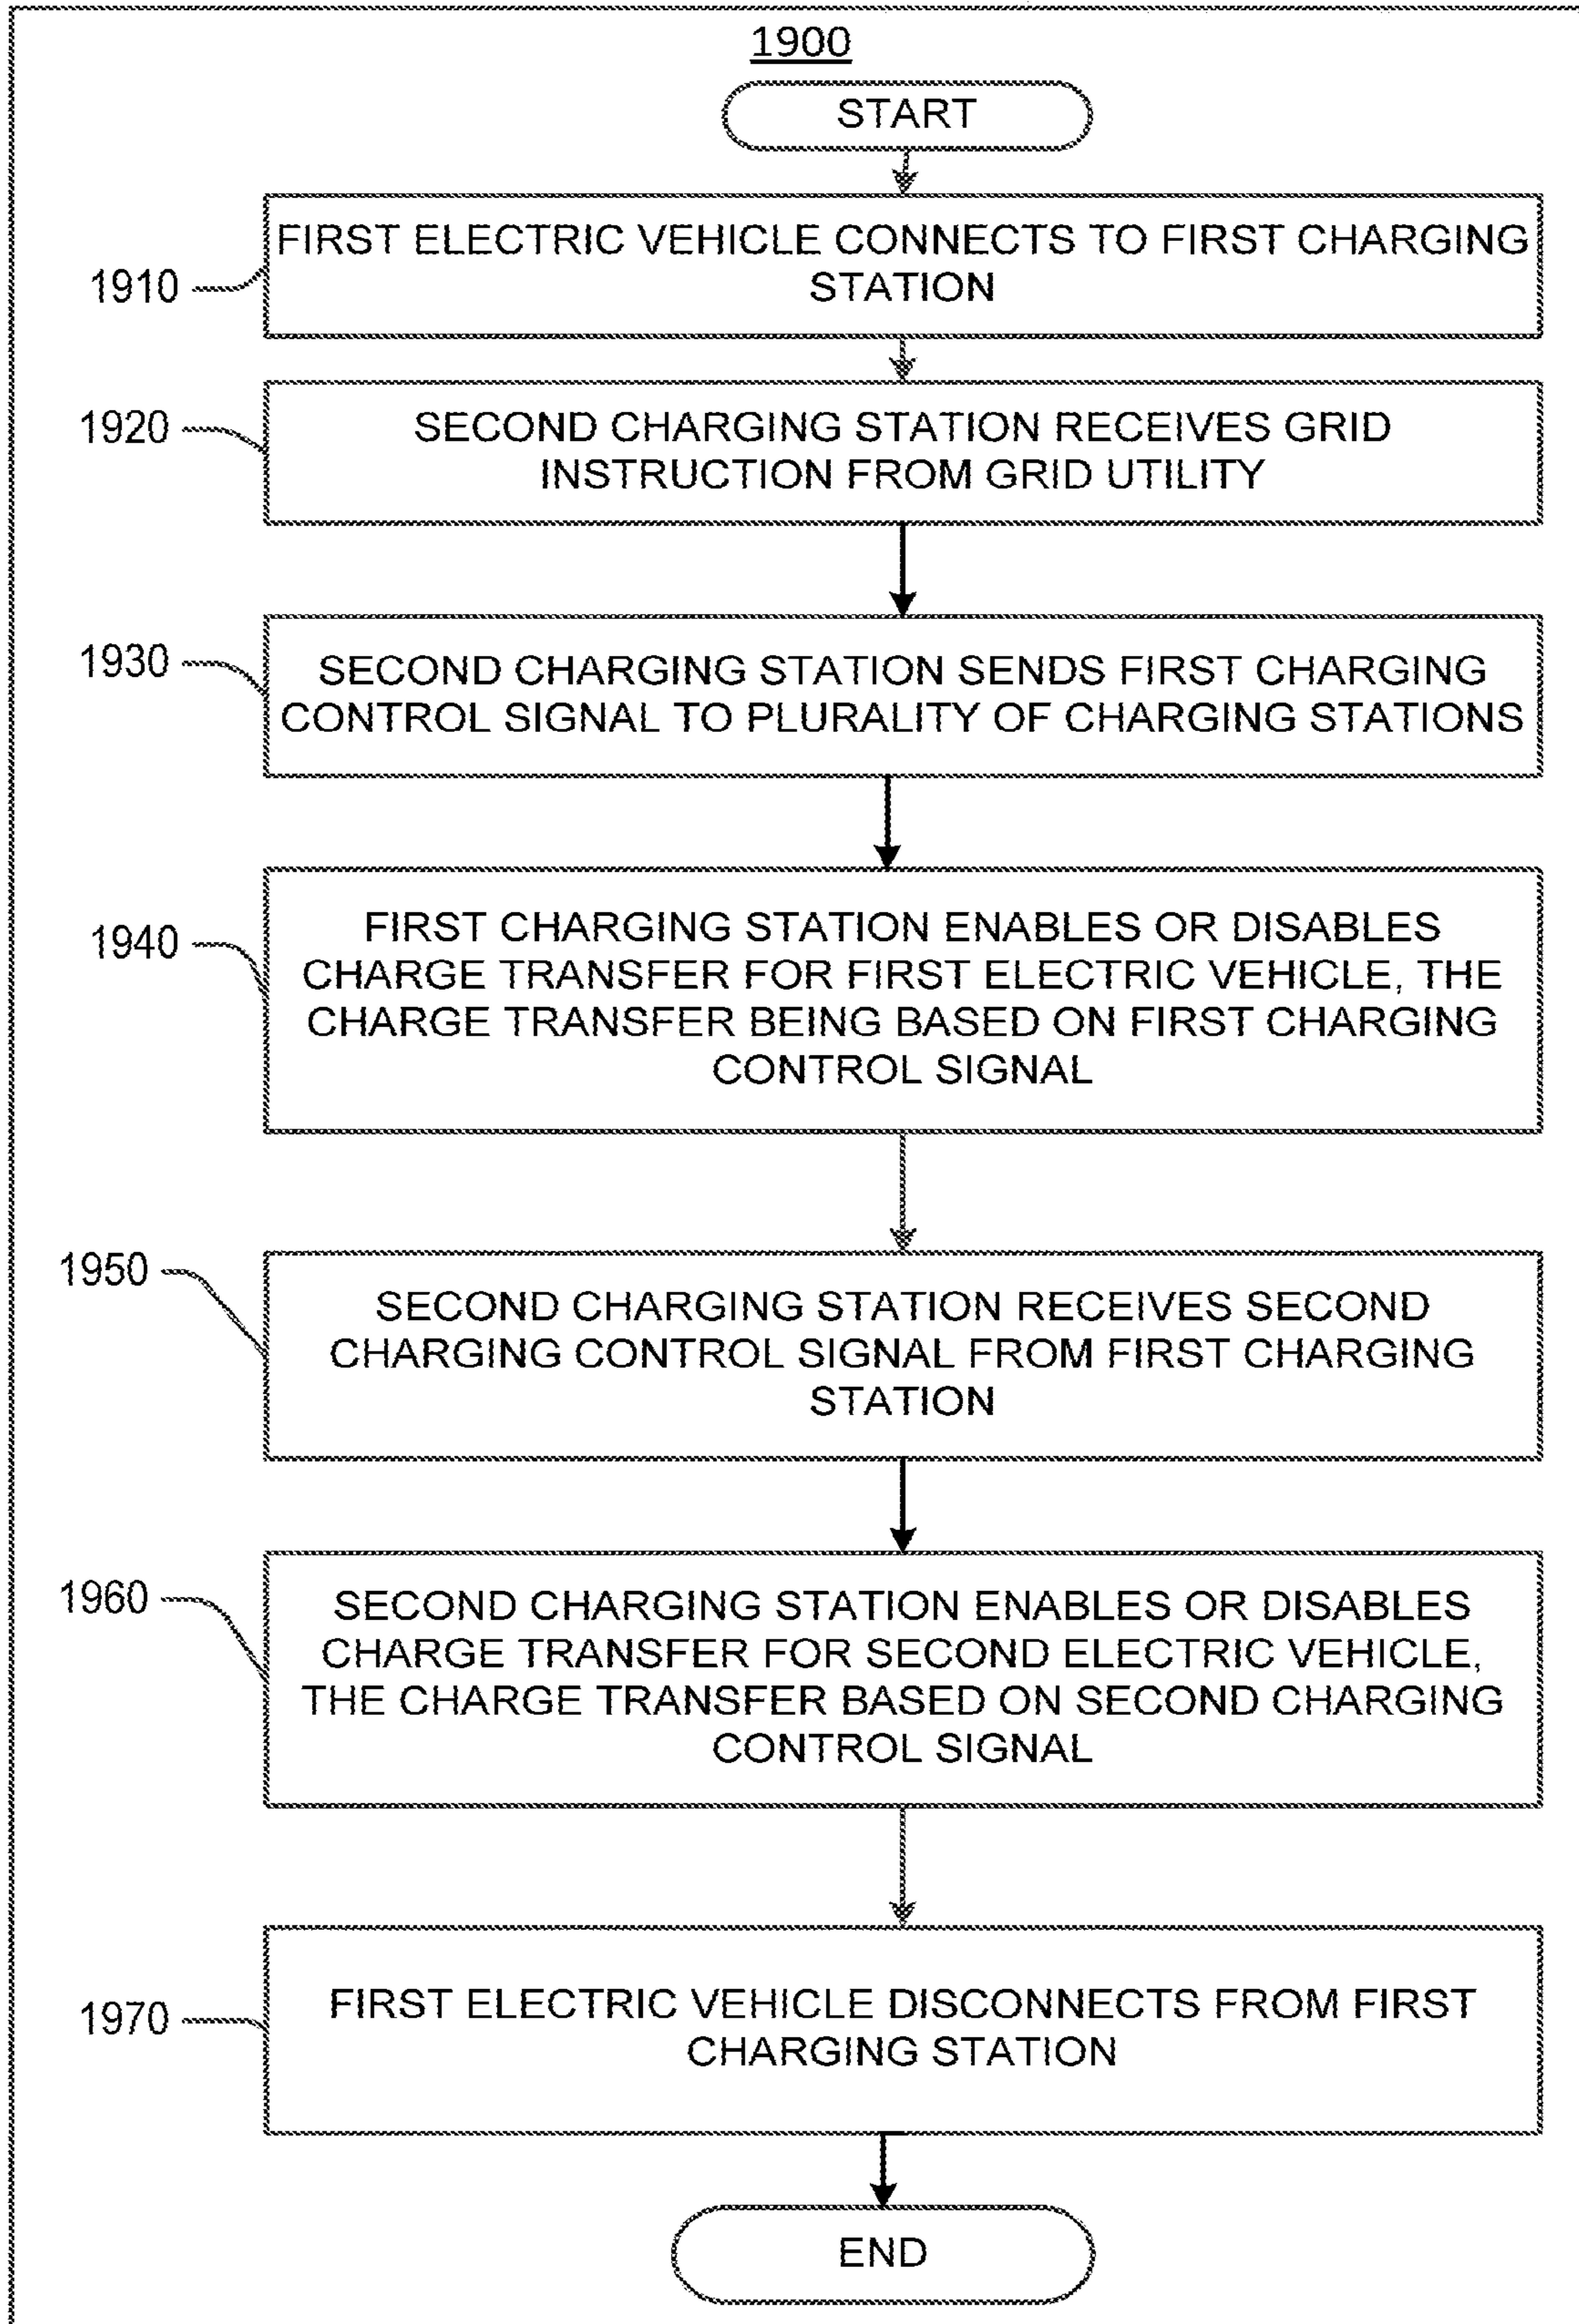 1900
START
FIRST ELECTRIC VEHICLE CONNECTS TO FIRST CHARGING
STATION
1910
SECOND CHARGING STATION RECEIVES GRID
INSTRUCTION FROM GRID UTILITY
1920
SECOND CHARGING STATION SENDS FIRST CHARGING
CONTROL SIGNAL TO PLURALITY OF CHARGING STATIONS
1930
FIRST CHARGING STATION ENABLES OR DISABLES
CHARGE TRANSFER FOR FIRST ELECTRIC VEHICLE, THE
CHARGE TRANSFER BEING BASED ON FIRST CHARGING
CONTROL SIGNAL
1940
SECOND CHARGING STATION RECEIVES SECOND
CHARGING CONTROL SIGNAL FROM FIRST CHARGING
STATION
1950
SECOND CHARGING STATION ENABLES OR DISABLES
CHARGE TRANSFER FOR SECOND ELECTRIC VEHICLE,
THE CHARGE TRANSFER BASED ON SECOND CHARGING
CONTROL SIGNAL
1960
FIRST ELECTRIC VEHICLE DISCONNECTS FROM FIRST
CHARGING STATION
1970
END